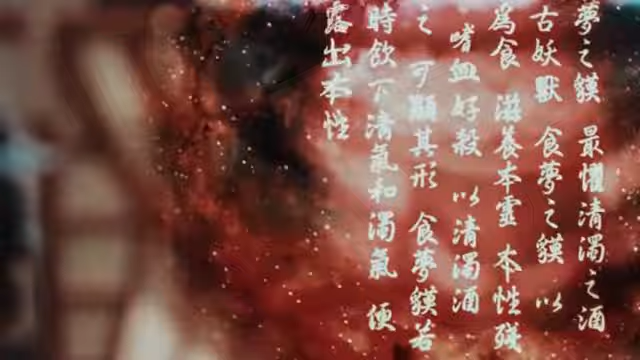 夢之貘 最懼清濁之酒
古妖獸 食夢之貘 以
為食 滋養本靈 本性殘
嗜血好殺 以清濁酒
之 可顯其形 食夢貘若
時飲下清氣和濁氣 便
露出本性